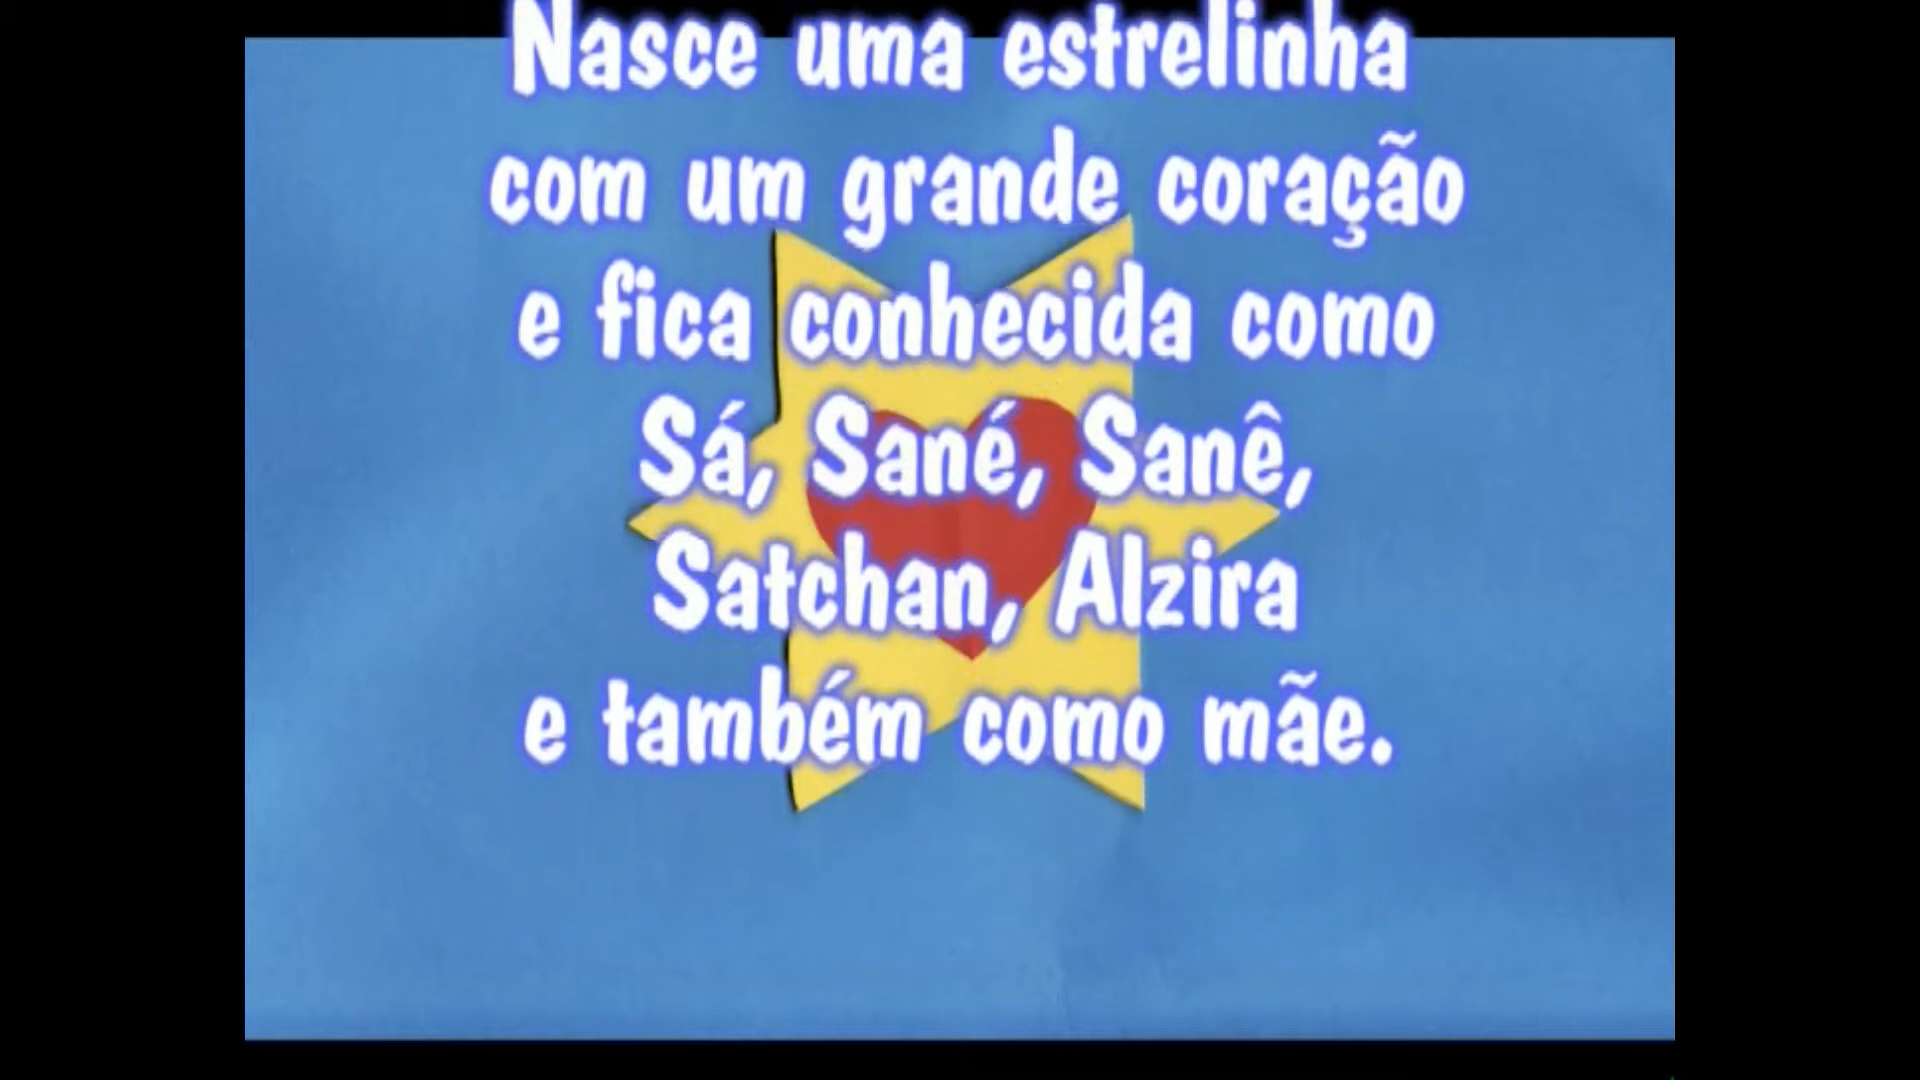 Nasce uma estrelinha
com um grande coração
e fica conhecida como
Sá, Sané, Sanê,
Satchan, Alzira
e também como mãe.